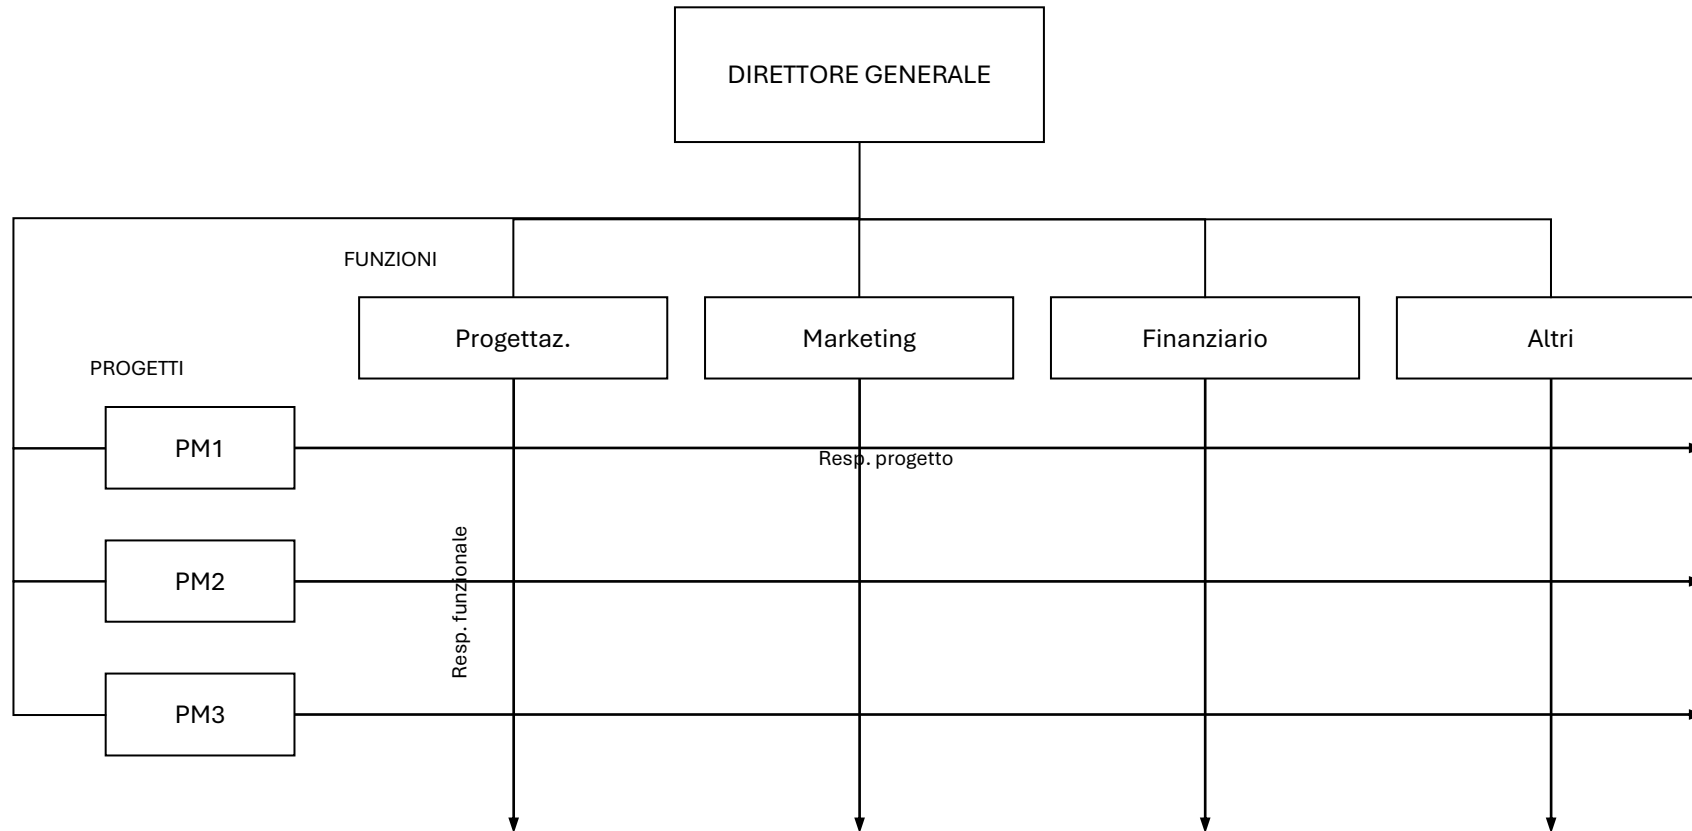 DIRETTORE GENERALE
FUNZIONI
Progettaz.
Marketing
Finanziario
Altri
PROGETTI
PM1
Resp. progetto
Resp. funzionale
PM2
PM3